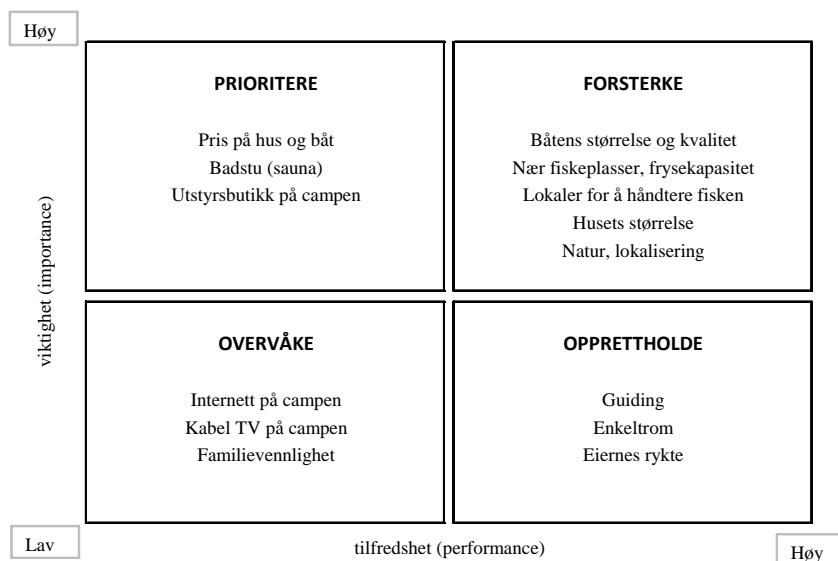 Høy
PRIORITERE
Pris på hus og båt
Badstu (sauna)
Utstyrsbutikk på campen
FORSTERKE
Båtens størrelse og kvalitet
Nær fiskeplasser, frysekapasitet
Lokaler for å håndtere fisken
Husets størrelse
Natur, lokalisering
viktighet (importance)
OVERVÅKE
Internett på campen
Kabel TV på campen
Familievennlighet
OPPRETTHOLDE
Guiding
Enkeltrom
Eiernes rykte
Lav
tilfredshet (performance)
Høy